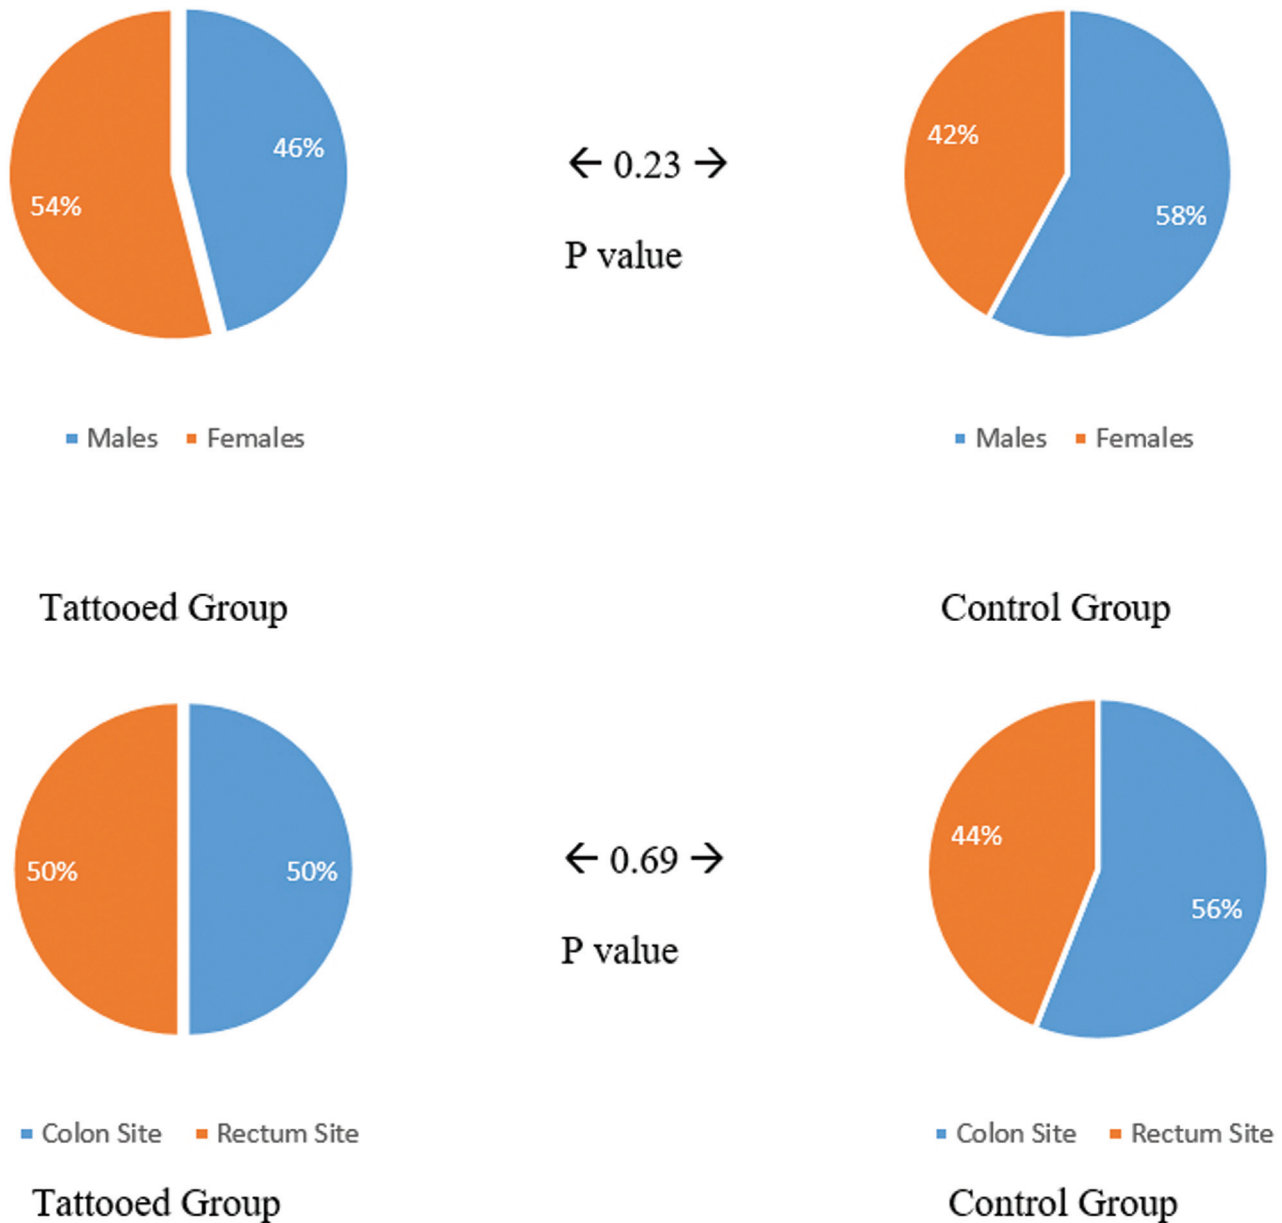 46%
54%
← 0.23 →
P value
42%
58%
Males Females
Males Females
Tattooed Group
Control Group
50%
50%
← 0.69 →
P value
44%
56%
Colon Site Rectum Site
Colon Site Rectum Site
Tattooed Group
Control Group